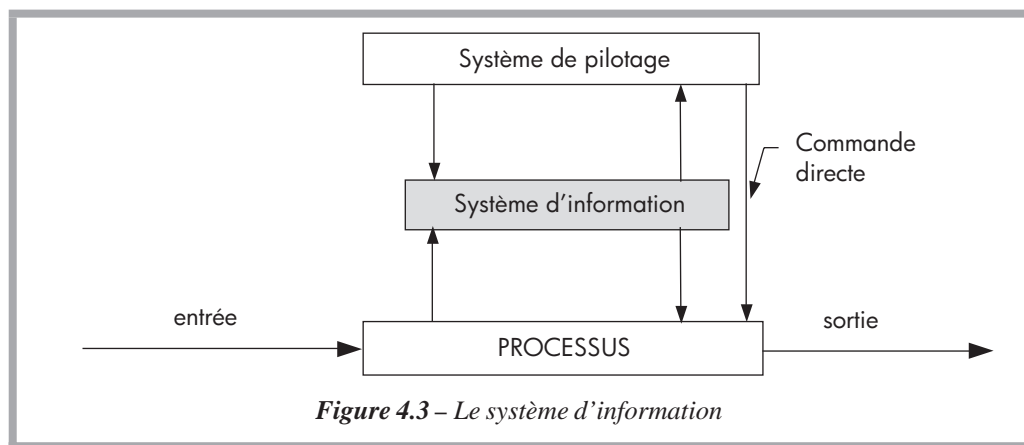 Système de pilotage
Commande
directe
Système d'information
entrée
sortie
PROCESSUS
Figure 4.3 – Le système d'information